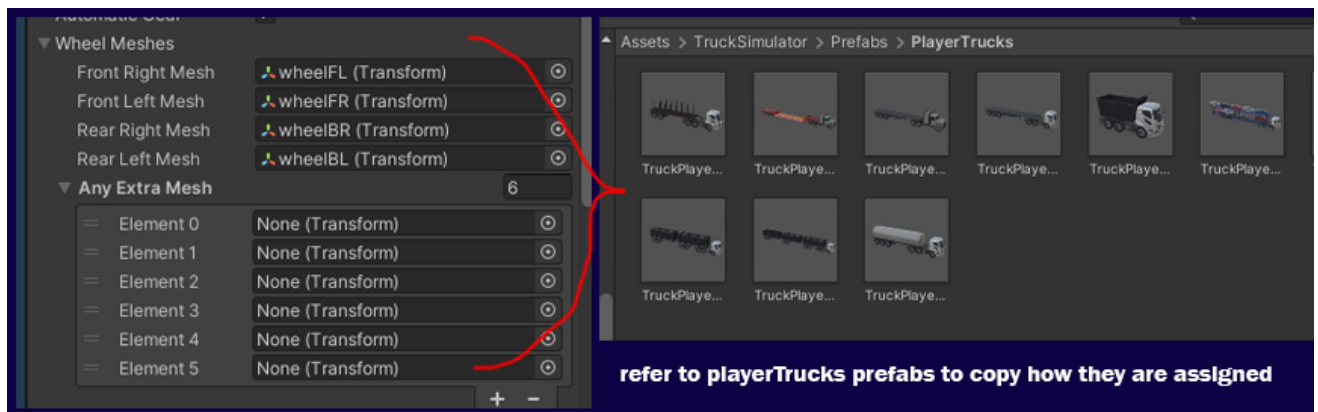 Automatic Gear
Wheel Meshes
Front Right Mesh wheelFL (Transform)
Front Left Mesh wheelFR (Transform)
Rear Right Mesh wheelBR (Transform)
Rear Left Mesh wheelBL (Transform)
Any Extra Mesh 6
Element 0 None (Transform)
Element 1 None (Transform)
Element 2 None (Transform)
Element 3 None (Transform)
Element 4 None (Transform)
Element 5 None (Transform)
Assets > TruckSimulator > Prefabs > PlayerTrucks
TruckPlaye... TruckPlaye... TruckPlaye... TruckPlaye... TruckPlaye... TruckPlaye...
TruckPlaye... TruckPlaye... TruckPlaye...
refer to playerTrucks prefabs to copy how they are assigned